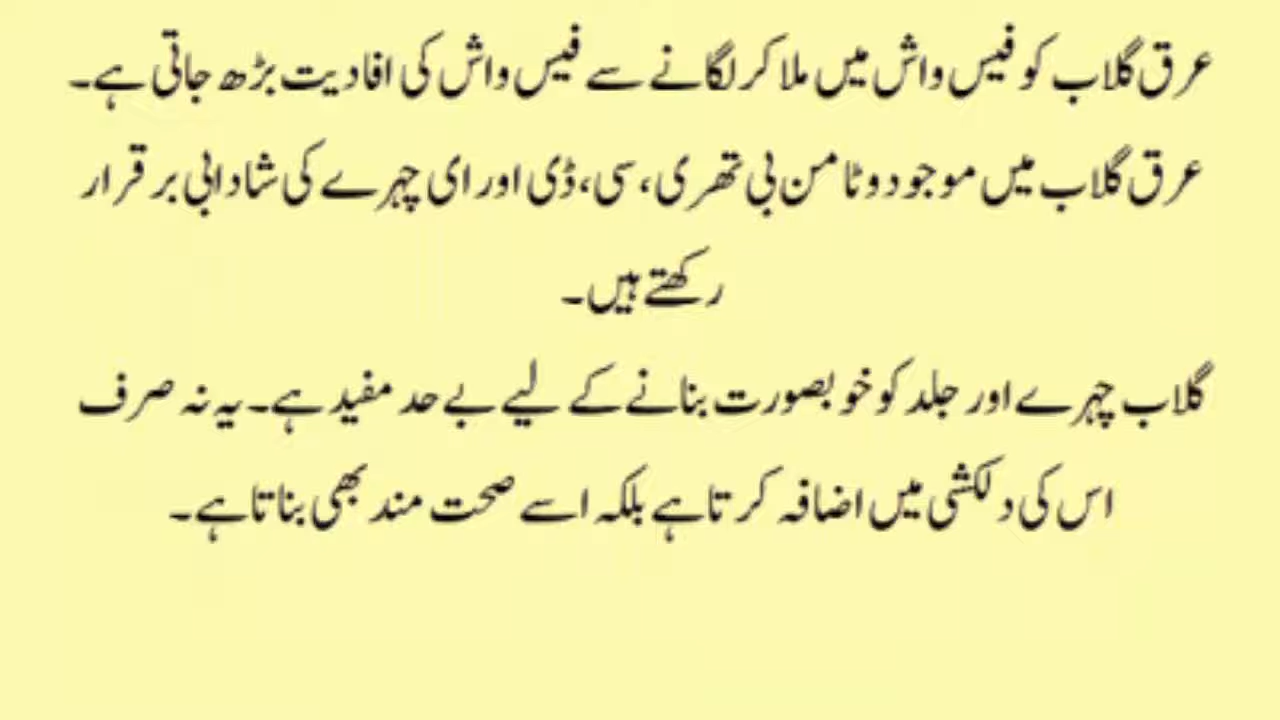 عرق گلاب کو فیس واش میں ملا کر لگانے سے فیس واش کی افادیت بڑھ جاتی ہے۔
عرق گلاب میں موجود وٹامن بی تھری، سی، ڈی اور ای چہرے کی شادابی برقرار
رکھتے ہیں۔
گلاب چہرے اور جلد کو خوبصورت بنانے کے لیے بے حد مفید ہے۔ یہ نہ صرف
اس کی دلکشی میں اضافہ کرتا ہے بلکہ اسے صحت مند بھی بناتا ہے۔